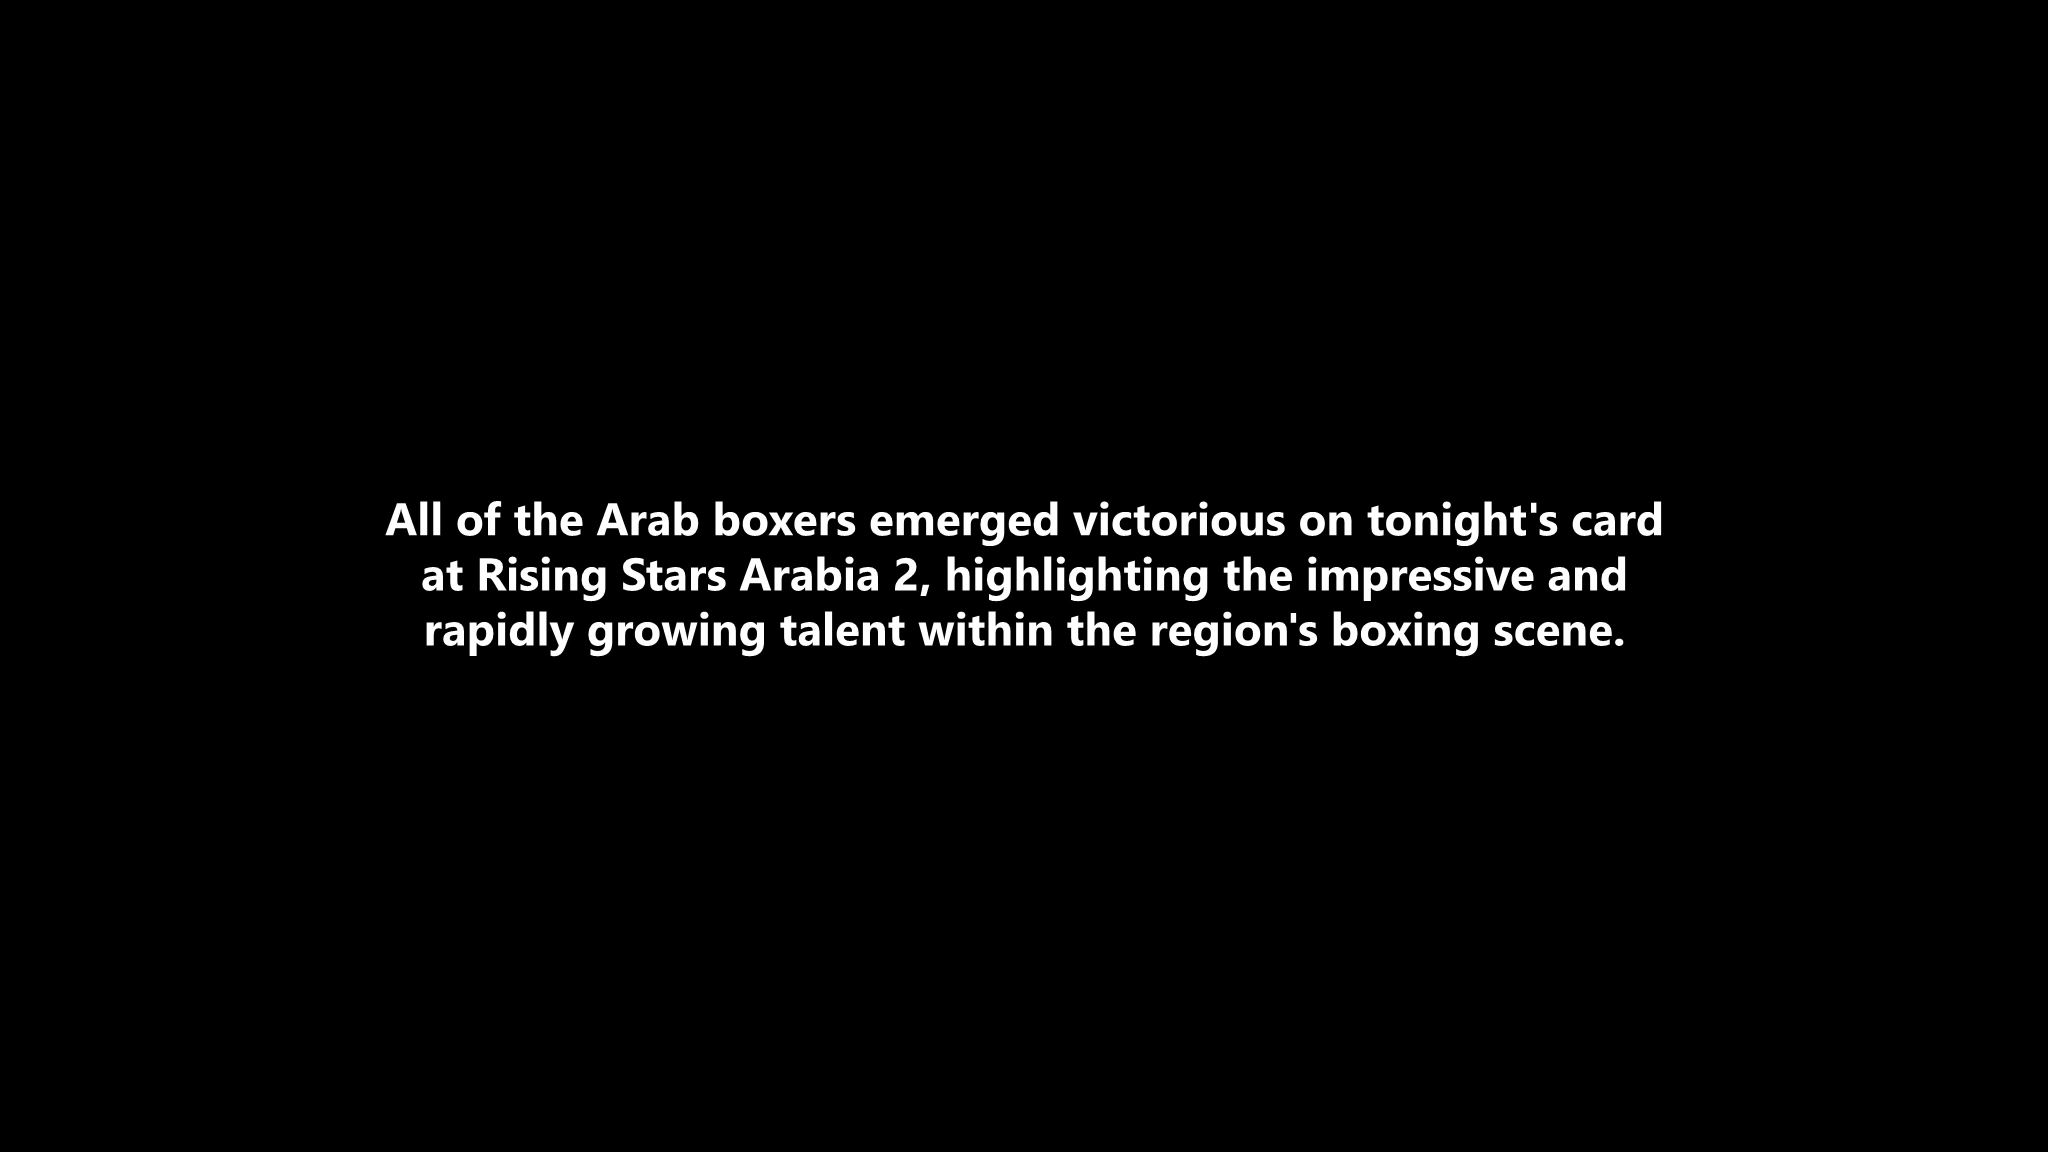 All of the Arab boxers emerged victorious on tonight's card
at Rising Stars Arabia 2, highlighting the impressive and
rapidly growing talent within the region's boxing scene.